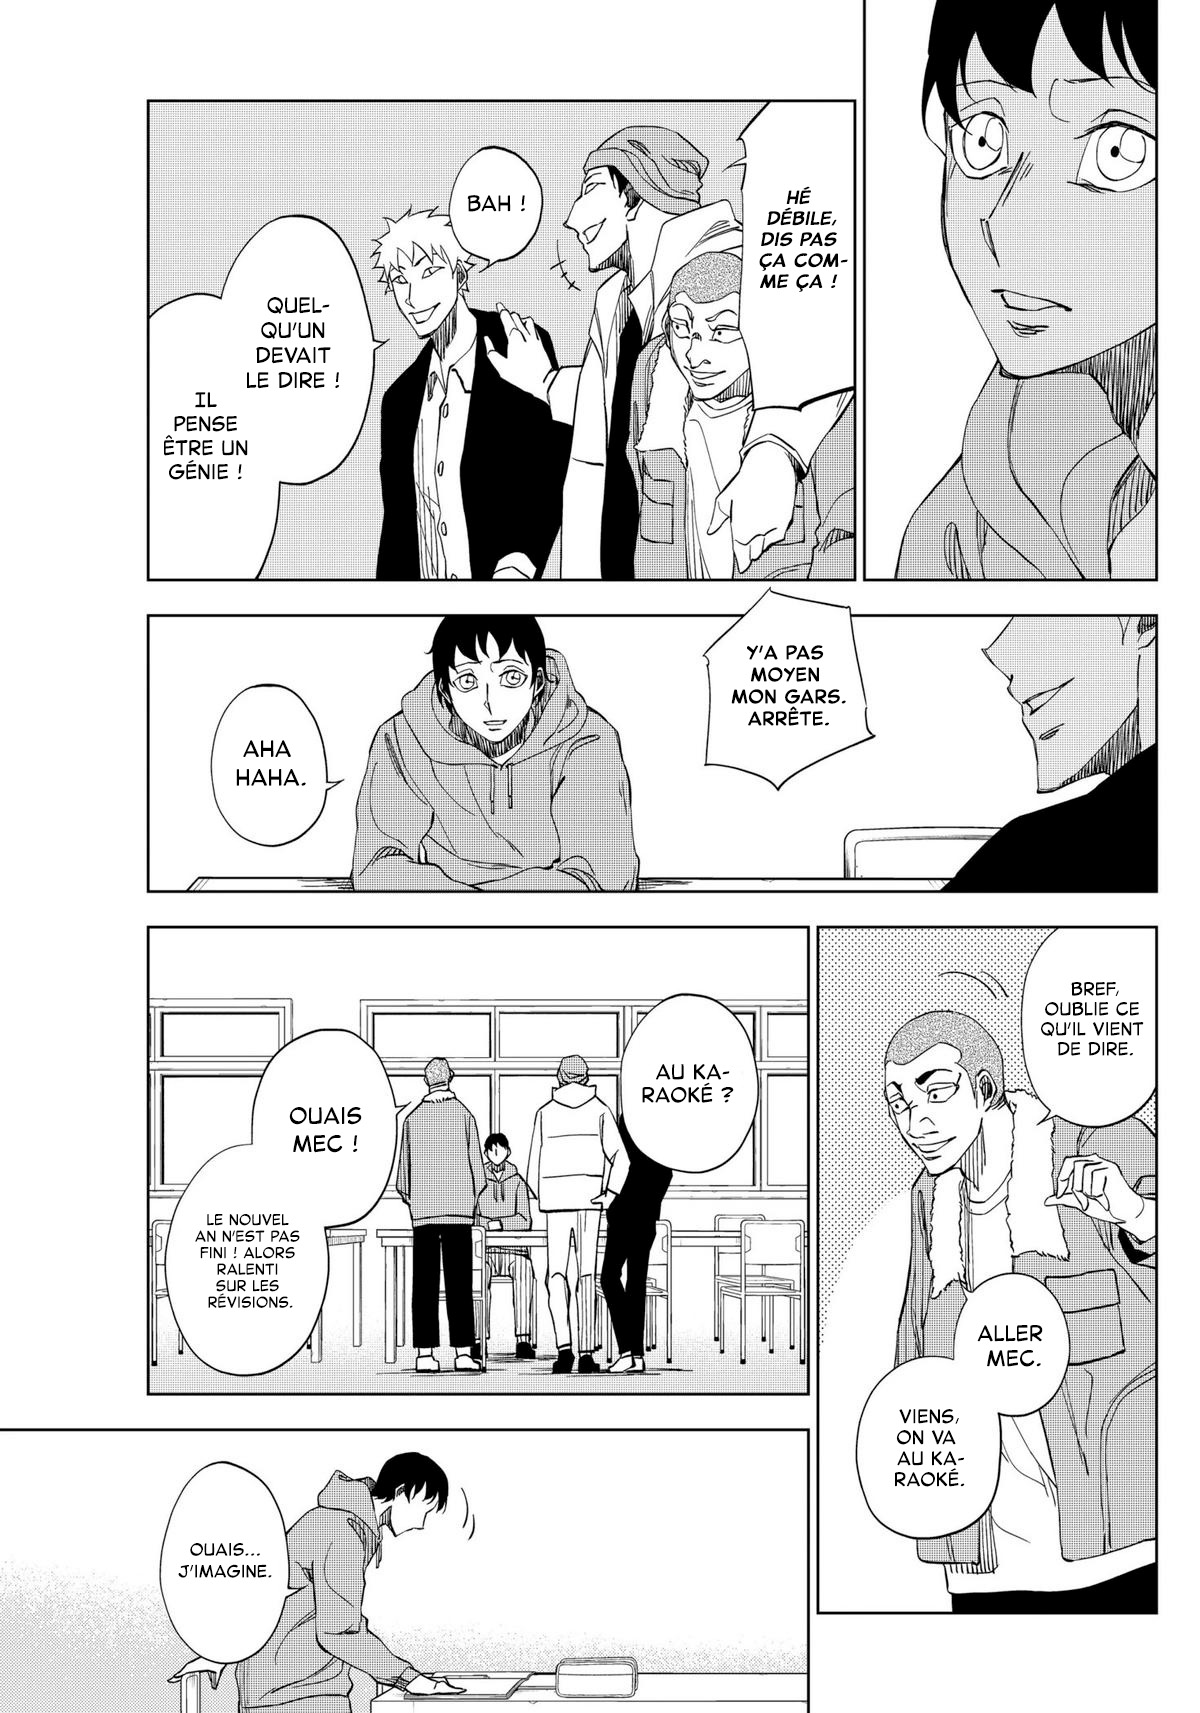 HÉ
DÉBILE,
DIS PAS
ÇA COM-
ME ÇA !
BAH !
QUEL-
QU'UN
DEVAIT
LE DIRE !
IL
PENSE
ÊTRE UN
GÉNIE !
Y'A PAS
MOYEN
MON GARS.
ARRÊTE.
AHA
HAHA.
BREF,
OUBLIE CE
QU'IL VIENT
DE DIRE.
ALLER
MEC.
VIENS,
ON VA
AU KA-
RAOKÉ.
AU KA-
RAOKÉ ?
OUAIS
MEC !
LE NOUVEL
AN N'EST PAS
FINI ! ALORS
RALENTI
SUR LES
RÉVISIONS.
OUAIS...
J'IMAGINE.